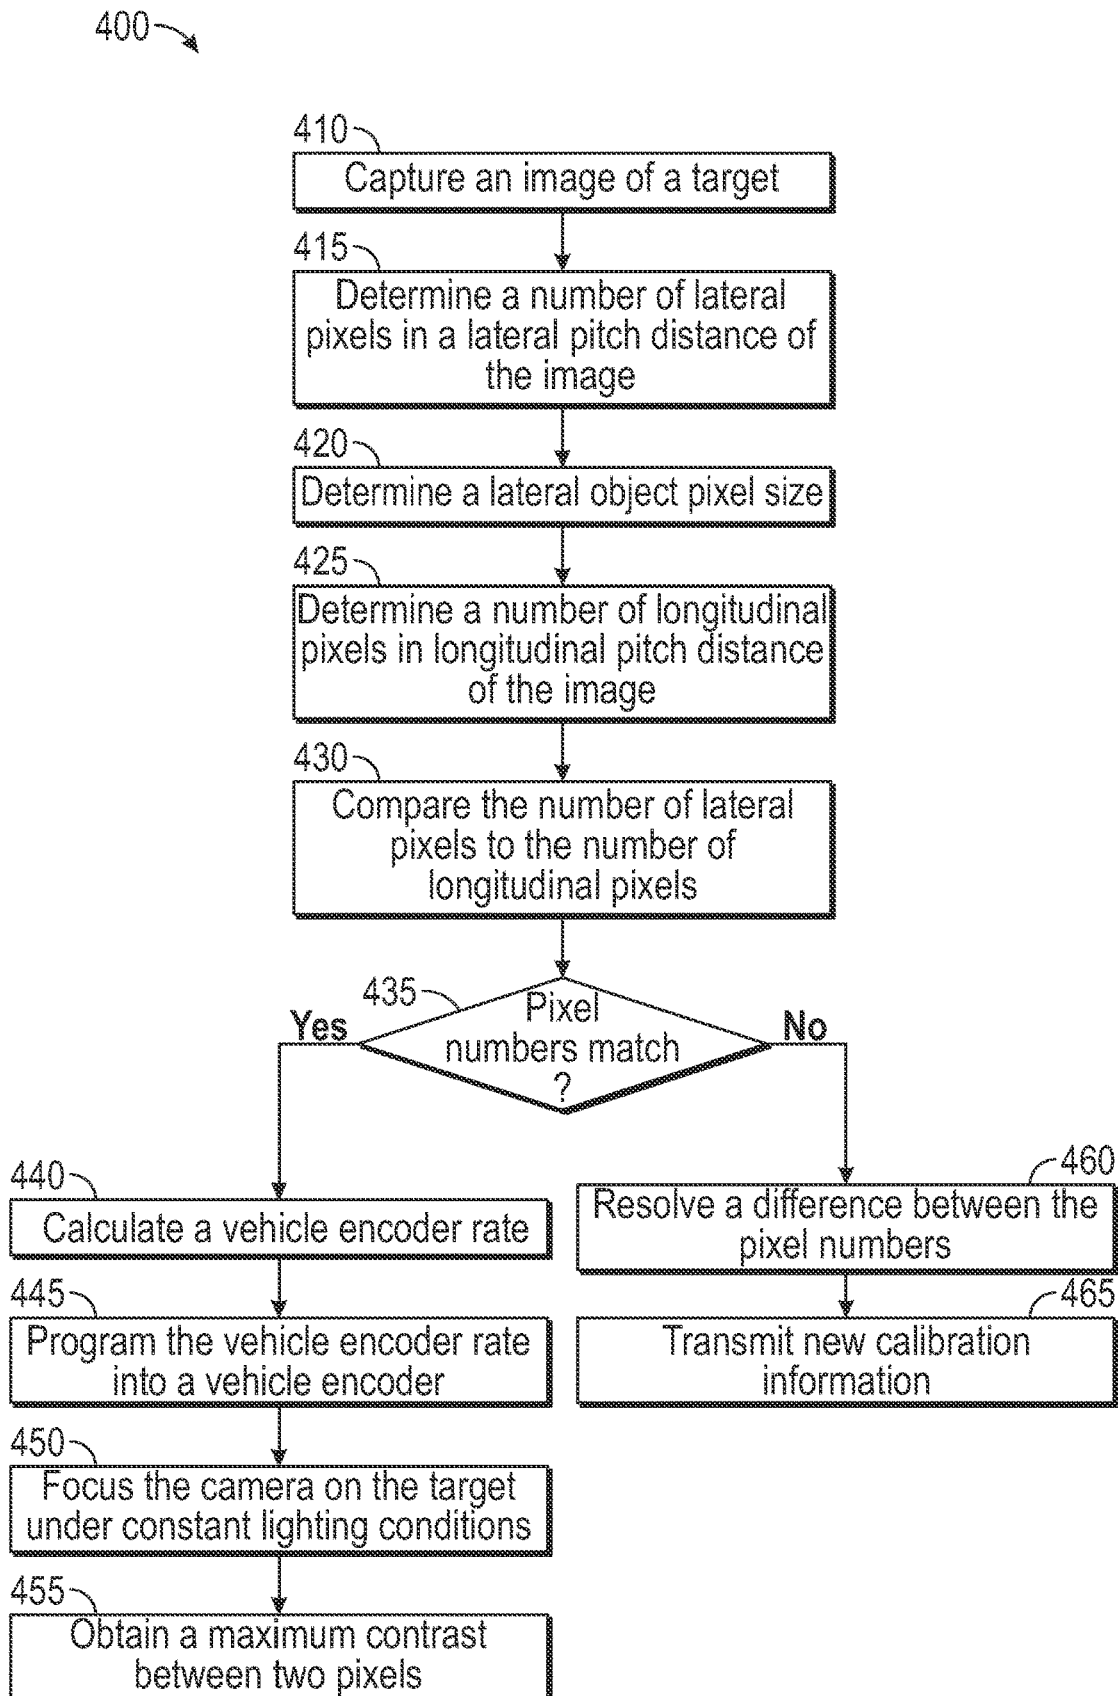 400
410
Capture an image of a target
415
Determine a number of lateral
pixels in a lateral pitch distance of
the image
420
Determine a lateral object pixel size
425
Determine a number of longitudinal
pixels in longitudinal pitch distance
of the image
430
Compare the number of lateral
pixels to the number of
longitudinal pixels
435
Pixel
numbers match
?
Yes
No
440
Calculate a vehicle encoder rate
445
Program the vehicle encoder rate
into a vehicle encoder
450
Focus the camera on the target
under constant lighting conditions
455
Obtain a maximum contrast
between two pixels
460
Resolve a difference between the
pixel numbers
465
Transmit new calibration
information